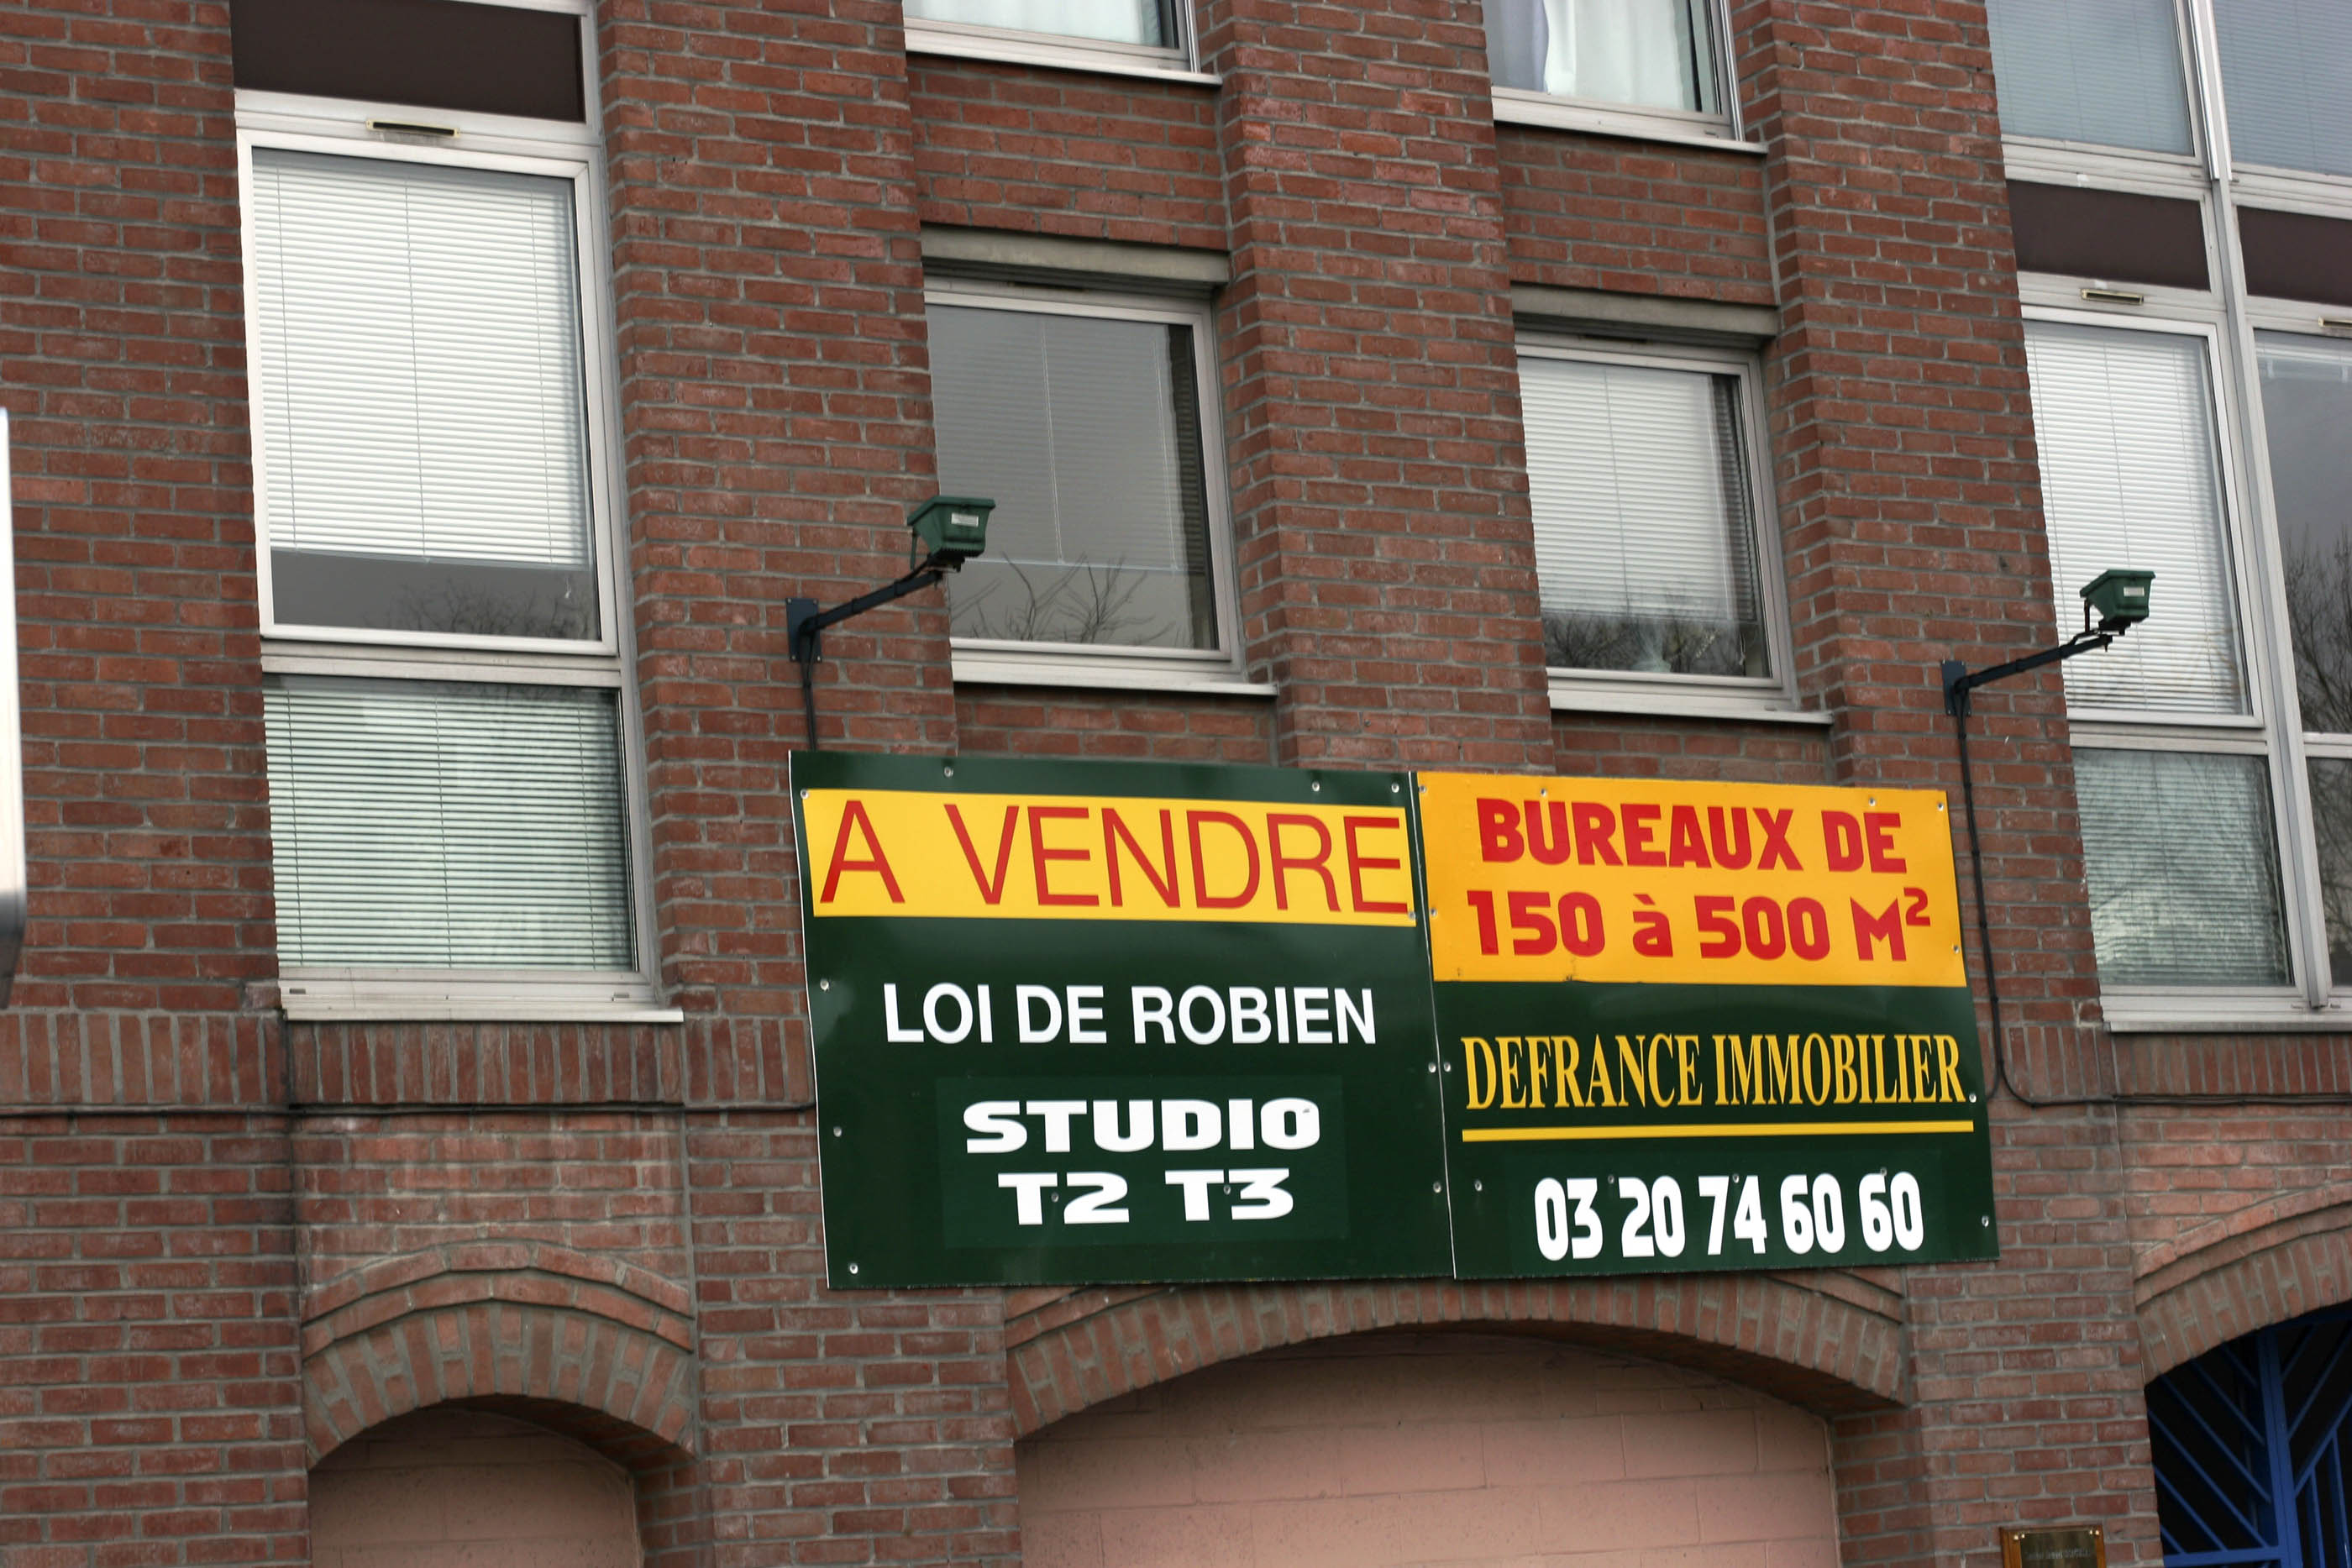 A VENDRE
LOI DE ROBIEN
STUDIO
T2 T3
BUREAUX DE
150 à 500 M²
DEFRANCE IMMOBILIER
03 20 74 60 60